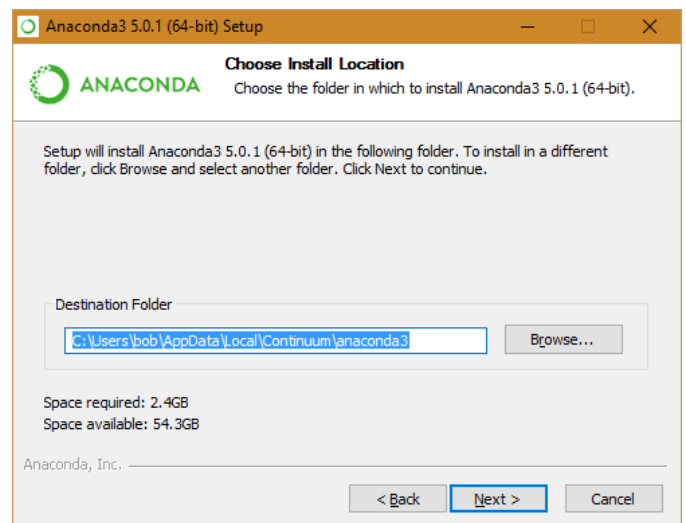 Anaconda3 5.0.1 (64-bit) Setup
ANACONDA
Choose Install Location
Choose the folder in which to install Anaconda3 5.0.1 (64-bit).
Setup will install Anaconda3 5.0.1 (64-bit) in the following folder. To install in a different
folder, click Browse and select another folder. Click Next to continue.
Destination Folder
C:\Users\bob\AppData\Local\Continuum\anaconda3
Browse...
Space required: 2.4GB
Space available: 54.3GB
Anaconda, Inc.
< Back
Next >
Cancel